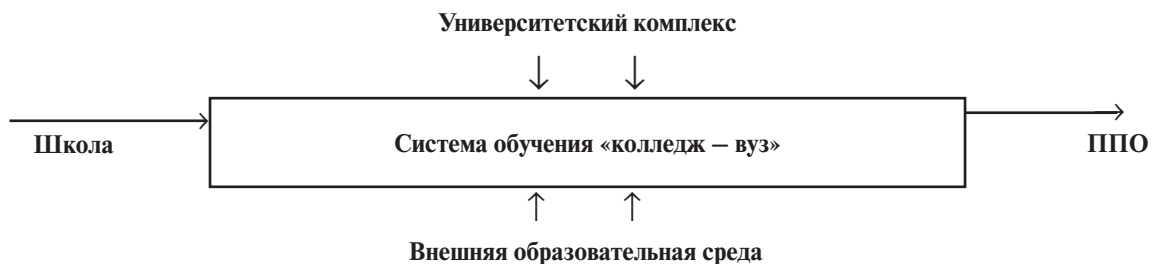 Университетский комплекс
Школа
Система обучения «колледж – вуз»
ППО
Внешняя образовательная среда